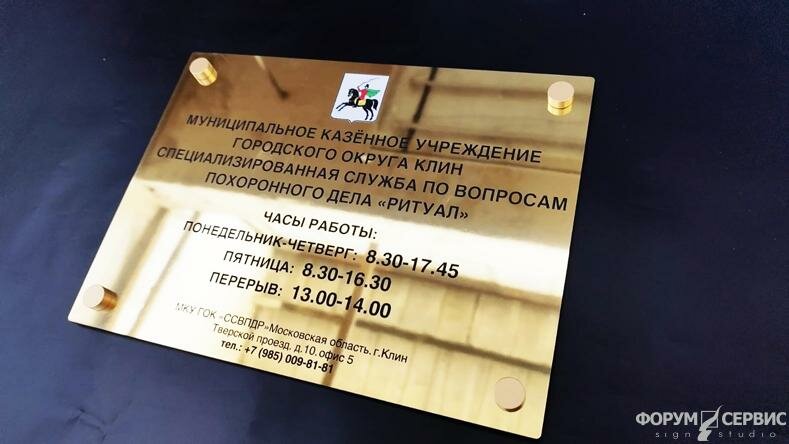 МУНИЦИПАЛЬНОЕ КАЗЁННОЕ УЧРЕЖДЕНИЕ
ГОРОДСКОГО ОКРУГА КЛИН
СПЕЦИАЛИЗИРОВАННАЯ СЛУЖБА ПО ВОПРОСАМ
ПОХОРОННОГО ДЕЛА «РИТУАЛ»
ЧАСЫ РАБОТЫ:
ПОНЕДЕЛЬНИК-ЧЕТВЕРГ: 8.30-17.45
ПЯТНИЦА: 8.30-16.30
ПЕРЕРЫВ: 13.00-14.00
МКУ ГОК «ССВПДР»Московская область. г.Клин
Тверской проезд, д.10, офис 5
тел.: +7 (985) 009-81-81
ФОРУМ СЕРВИС
sign studio